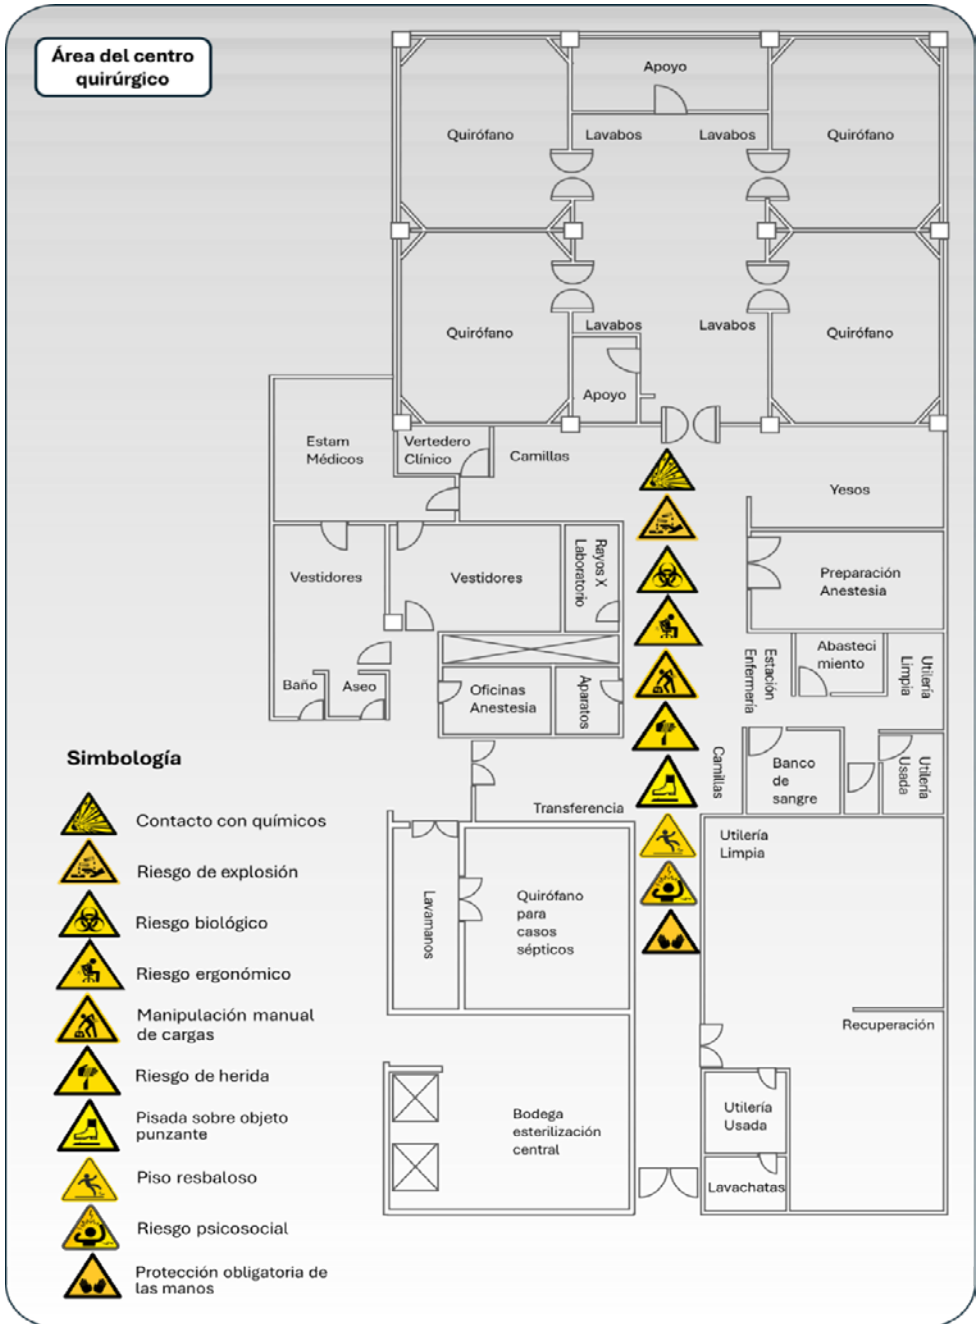 Área del centro
quirúrgico
Apoyo
Quirófano
Lavabos
Lavabos
Quirófano
Quirófano
Lavabos
Lavabos
Quirófano
Apoyo
Estam
Médicos
Vertedero
Clínico
Camillas
Yesos
Vestidores
Vestidores
Rayos X
Laboratorio
Preparación
Anestesia
Baño
Aseo
Oficinas
Anestesia
Aparatos
Estación
Enfermería
Abasteci
miento
Utilería
Limpia
Camillas
Banco
de
sangre
Utilería
Usada
Transferencia
Utilería
Limpia
Lavamanos
Quirófano
para
casos
sépticos
Recuperación
Bodega
esterilización
central
Utilería
Usada
Lavachatas
Simbología
Contacto con químicos
Riesgo de explosión
Riesgo biológico
Riesgo ergonómico
Manipulación manual
de cargas
Riesgo de herida
Pisada sobre objeto
punzante
Piso resbaloso
Riesgo psicosocial
Protección obligatoria de
las manos